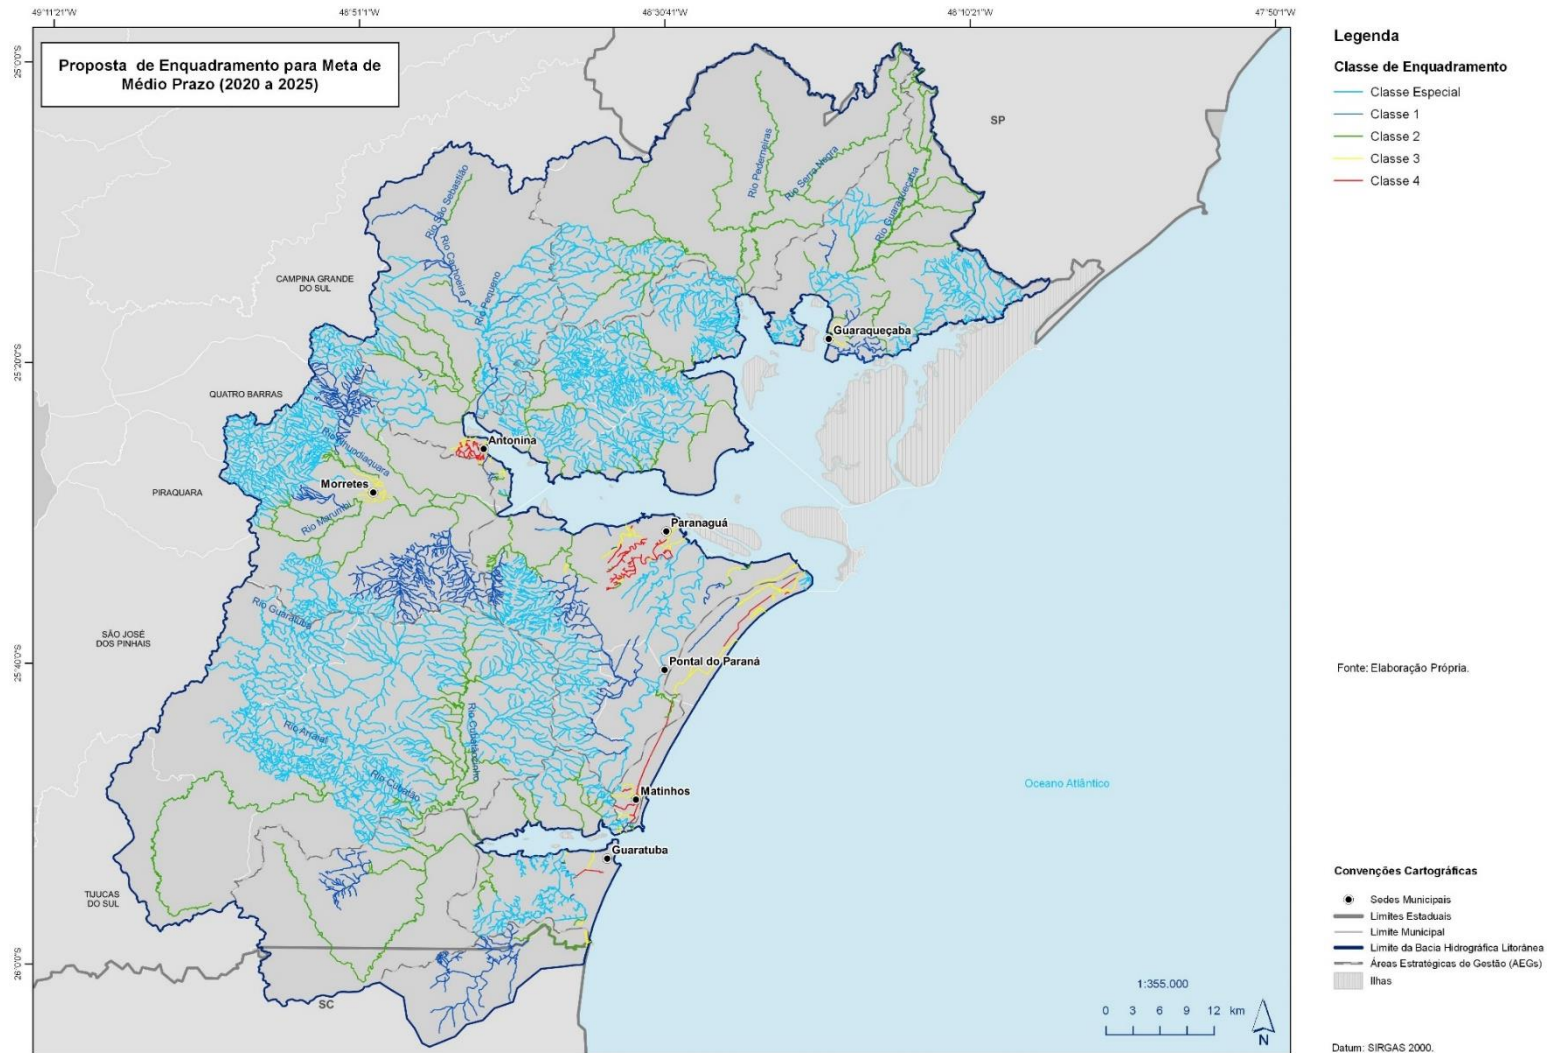 49°11'21"W
48°51'1"W
48°30'41"W
48°10'21"W
47°50'1"W
25°0'0"S
25°20'0"S
25°40'0"S
26°0'0"S
Proposta de Enquadramento para Meta de
Médio Prazo (2020 a 2025)
SP
Rio Pederneiras
Rio Serra Negra
Rio Guaraqueçaba
Rio São Sebastião
Rio Cachoeira
Rio Pequeno
CAMPINA GRANDE
DO SUL
Guaraqueçaba
QUATRO BARRAS
Rio Nhundiaquara
Antonina
PIRAQUARA
Morretes
Rio Marumbi
Paranaguá
Rio Guaratuba
SÃO JOSÉ
DOS PINHAIS
Pontal do Paraná
Rio Arraial
Rio Cubatãozinho
Rio Cubatão
Matinhos
Oceano Atlântico
Guaratuba
TIJUCAS
DO SUL
SC
1:355.000
0 3 6 9 12 km
N
Legenda
Classe de Enquadramento
Classe Especial
Classe 1
Classe 2
Classe 3
Classe 4
Fonte: Elaboração Própria.
Convenções Cartográficas
Sedes Municipais
Limites Estaduais
Limite Municipal
Limite da Bacia Hidrográfica Litorânea
Áreas Estratégicas de Gestão (AEGs)
Ilhas
Datum: SIRGAS 2000.